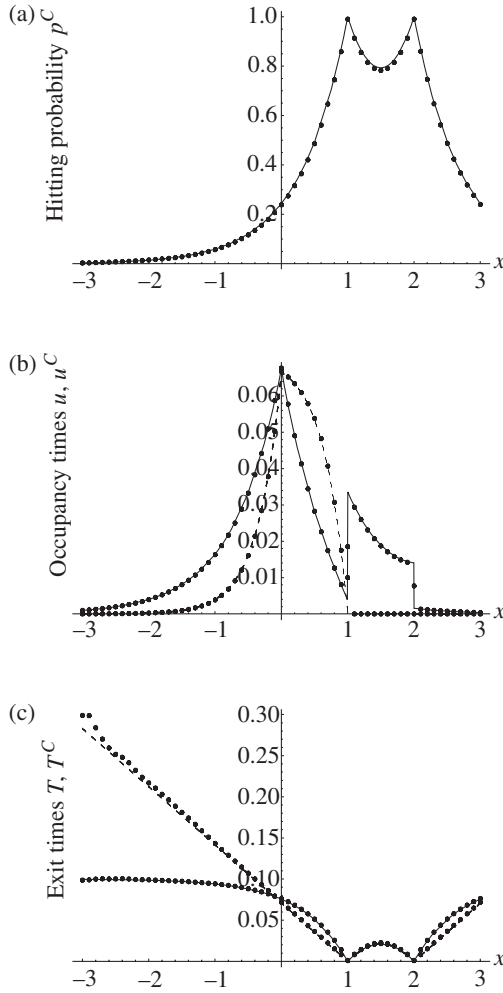 (a)
Hitting probability p^C
1.0
0.8
0.6
0.4
0.2
−3 −2 −1 1 2 3 x
(b)
Occupancy times u, u^C
0.06
0.05
0.04
0.03
0.02
0.01
−3 −2 −1 1 2 3 x
(c)
Exit times T, T^C
0.30
0.25
0.20
0.15
0.10
0.05
−3 −2 −1 1 2 3 x